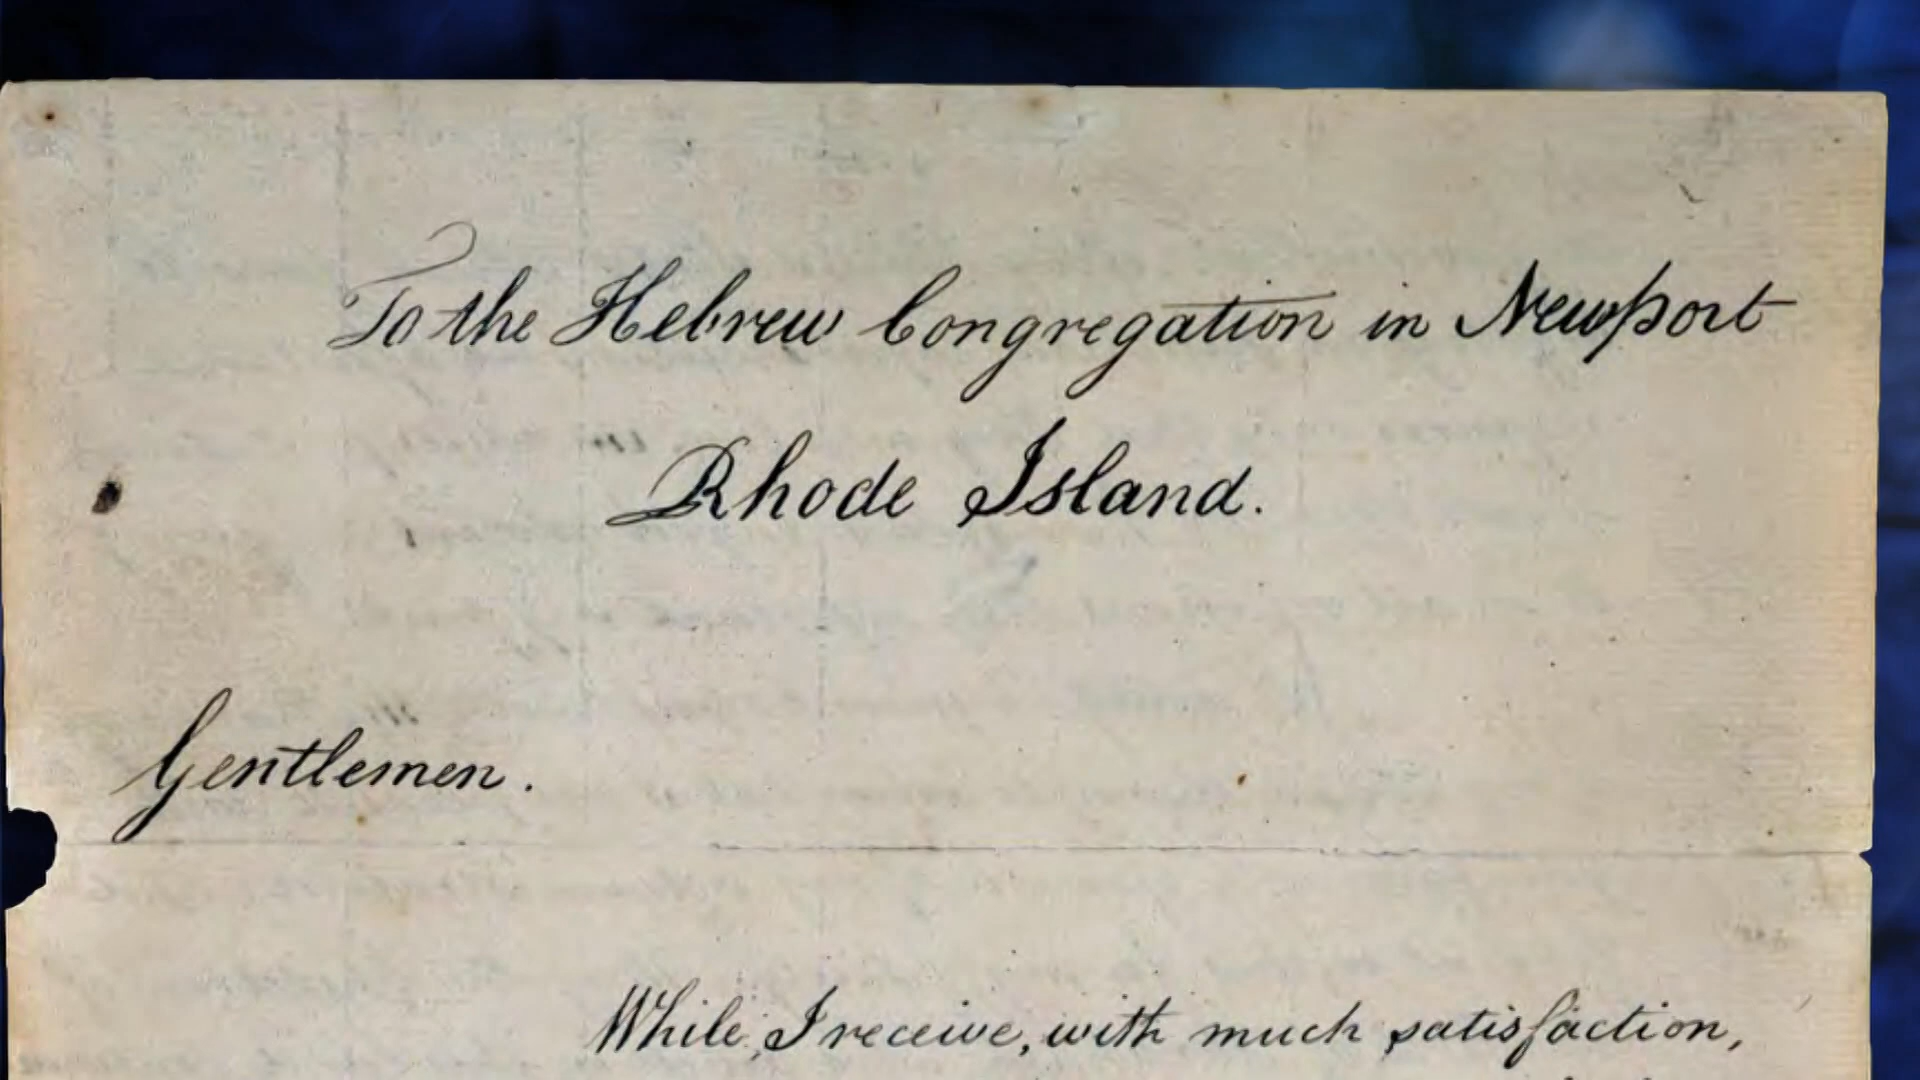 To the Hebrew Congregation in Newport
Rhode Island.
Gentlemen.
While, I receive, with much satisfaction,